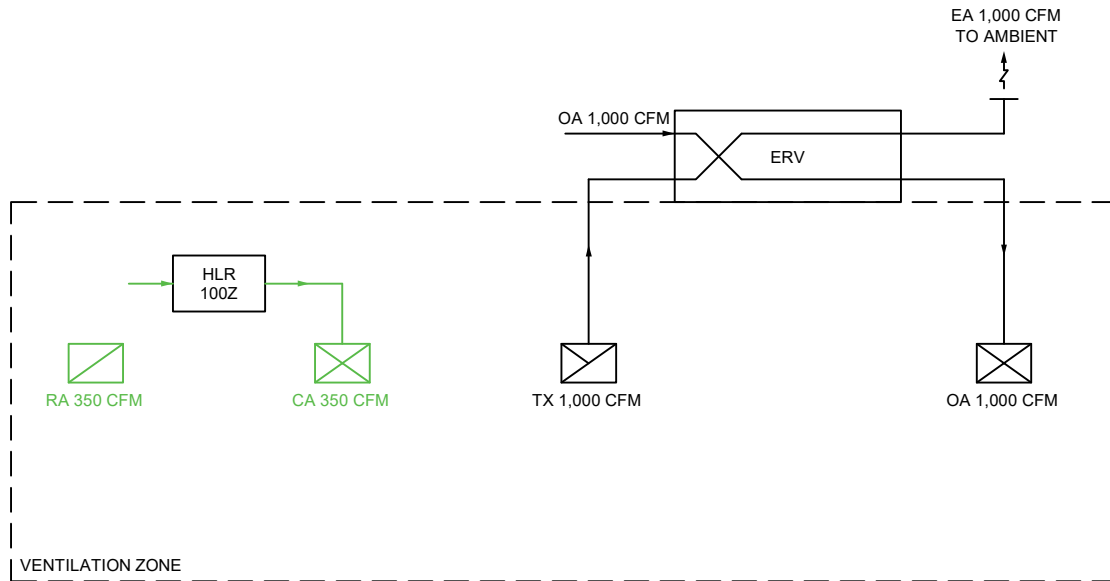 EA 1,000 CFM
TO AMBIENT
OA 1,000 CFM
ERV
HLR
100Z
RA 350 CFM
CA 350 CFM
TX 1,000 CFM
OA 1,000 CFM
VENTILATION ZONE